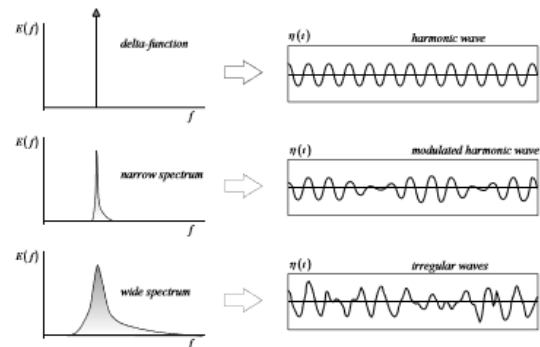 E(f)
delta-function
f
η(t)
harmonic wave
E(f)
narrow spectrum
f
η(t)
modulated harmonic wave
E(f)
wide spectrum
f
η(t)
irregular waves